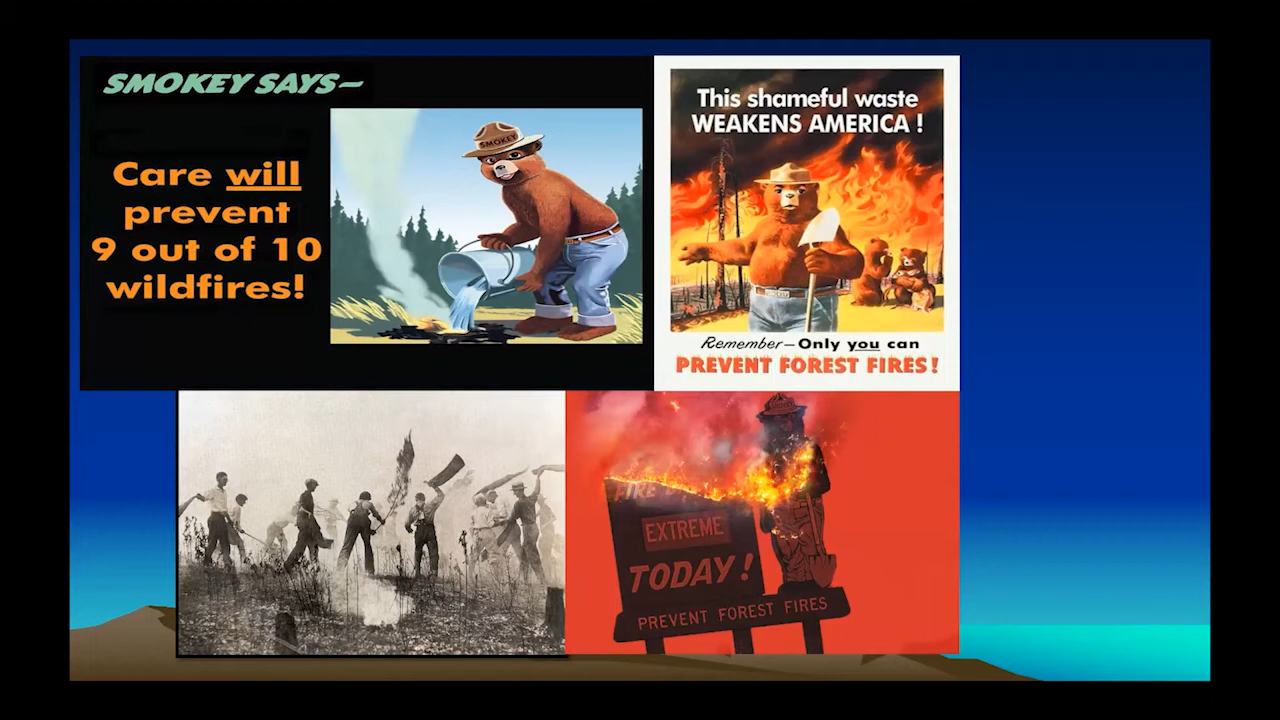 SMOKEY SAYS–
Care will
prevent
9 out of 10
wildfires!
SMOKEY
This shameful waste
WEAKENS AMERICA !
Remember – Only you can
PREVENT FOREST FIRES !
FIRE
EXTREME
TODAY !
PREVENT FOREST FIRES